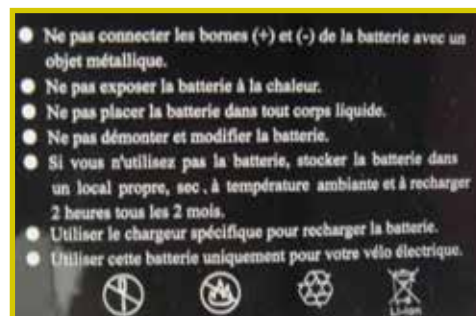 ● Ne pas connecter les bornes (+) et (-) de la batterie avec un
objet métallique.
● Ne pas exposer la batterie à la chaleur.
● Ne pas placer la batterie dans tout corps liquide.
● Ne pas démonter et modifier la batterie.
● Si vous n'utilisez pas la batterie, stocker la batterie dans
un local propre, sec , à température ambiante et à recharger
2 heures tous les 2 mois.
● Utiliser le chargeur spécifique pour recharger la batterie.
● Utiliser cette batterie uniquement pour votre vélo électrique.
Li-ion